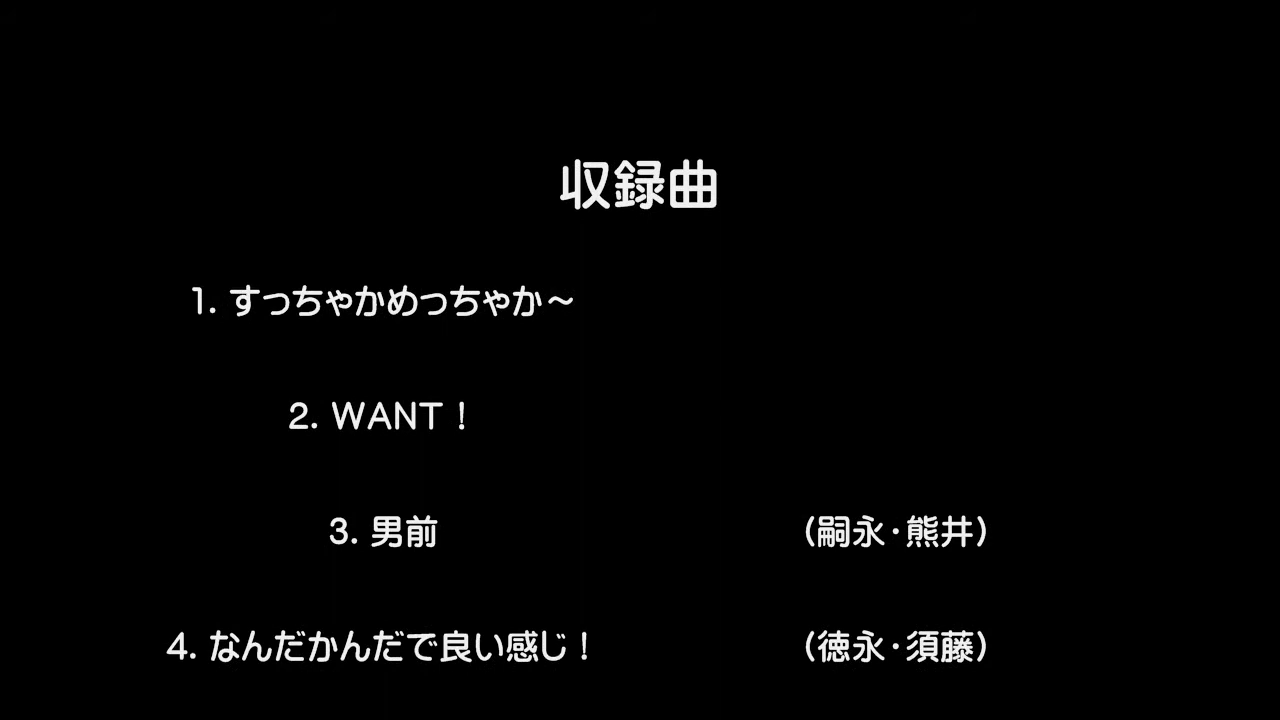 収録曲
1. すっちゃかめっちゃか～
2. WANT！
3. 男前 (嗣永・熊井)
4. なんだかんだで良い感じ！ (徳永・須藤)